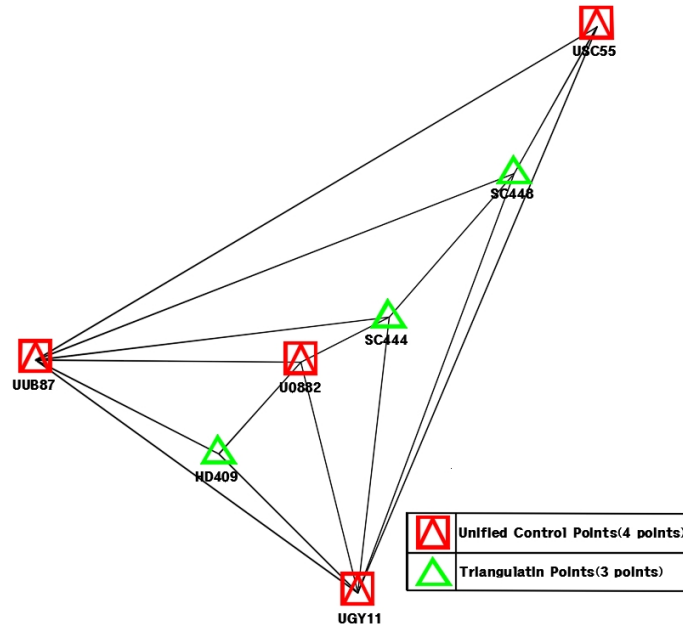 USC55
SC448
SC444
UUB87
U0882
HD409
Unified Control Points(4 points)
Triangulatin Points(3 points)
UGY11